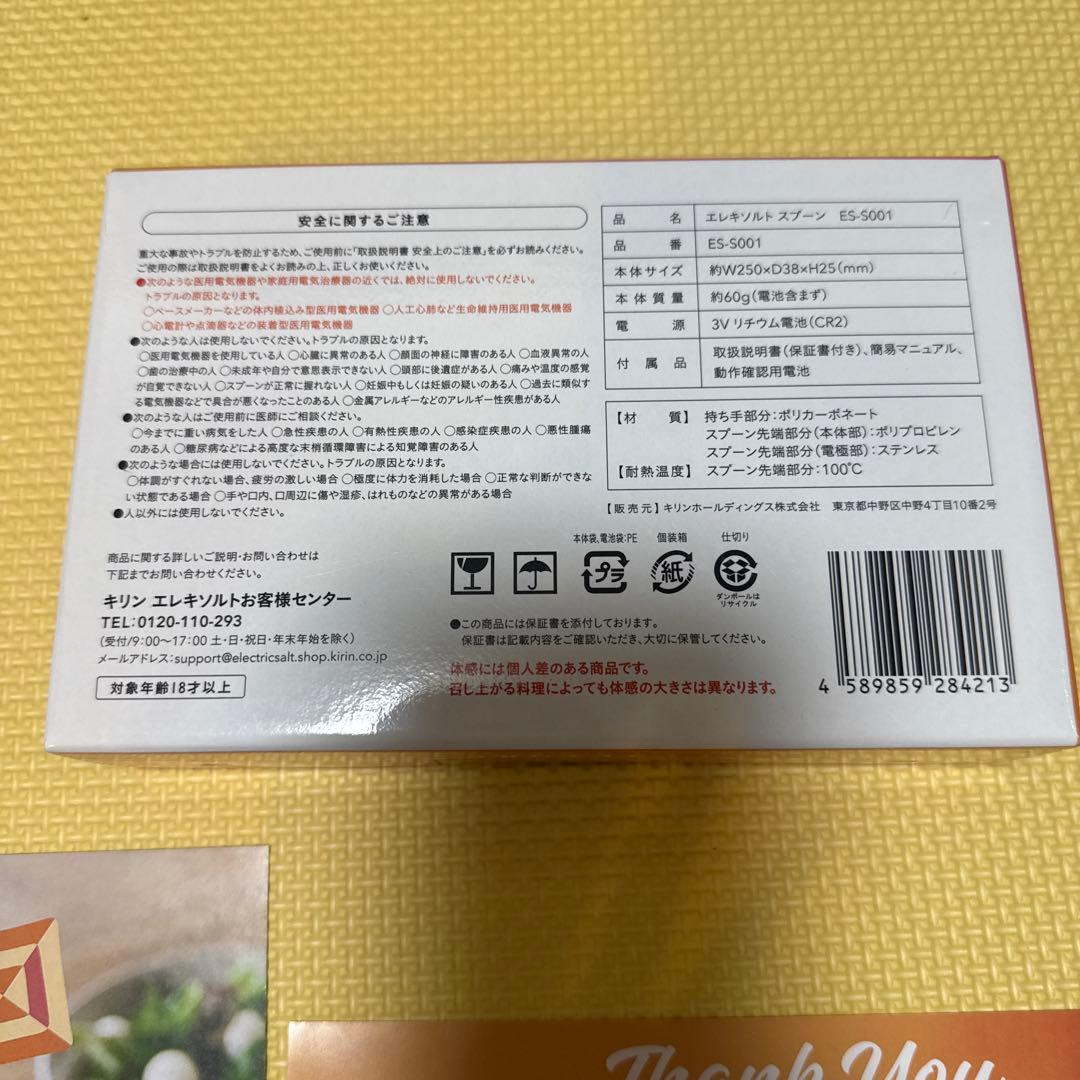 安全に関するご注意
重大な事故やトラブルを防止するため、ご使用前に「取扱説明書 安全上のご注意」を必ずお読みください。
ご使用の際は取扱説明書をよくお読みの上、正しくお使いください。
●次のような医用電気機器や家庭用電気治療器の近くでは、絶対に使用しないでください。
トラブルの原因となります。
○ペースメーカーなどの体内植込み型医用電気機器 ○人工心肺など生命維持用医用電気機器
○心電計や点滴器などの装着型医用電気機器
●次のような人は使用しないでください。トラブルの原因となります。
○医用電気機器を使用している人 ○心臓に異常のある人 ○顔面の神経に障害のある人 ○血液異常の人
○歯の治療中の人 ○未成年や自分で意思表示できない人 ○頭部に後遺症がある人 ○痛みや温度の感覚
が自覚できない人 ○スプーンが正常に握れない人 ○妊娠中もしくは妊娠の疑いのある人 ○過去に類似す
る電気機器などで具合が悪くなったことのある人 ○金属アレルギーなどのアレルギー性疾患がある人
●次のような人はご使用前に医師にご相談ください。
○今までに重い病気をした人 ○急性疾患の人 ○有熱性疾患の人 ○感染症疾患の人 ○悪性腫瘍
のある人 ○糖尿病などによる高度な末梢循環障害による知覚障害のある人
●次のような場合には使用しないでください。トラブルの原因となります。
○体調がすぐれない場合、疲労の激しい場合 ○極度に体力を消耗した場合 ○正常な判断ができな
い状態である場合 ○手や口内、口周辺に傷や湿疹、はれものなどの異常がある場合
●人以外には使用しないでください。
商品に関する詳しいご説明・お問い合わせは
下記までお問い合わせください。
キリン エレキソルトお客様センター
TEL:0120-110-293
(受付/9:00〜17:00 土・日・祝日・年末年始を除く)
メールアドレス:support@electricsalt.shop.kirin.co.jp
対象年齢18才以上
品名 エレキソルト スプーン ES-S001
品番 ES-S001
本体サイズ 約W250×D38×H25(mm)
本体質量 約60g(電池含まず)
電源 3V リチウム電池(CR2)
付属品 取扱説明書(保証書付き)、簡易マニュアル、
動作確認用電池
【材質】 持ち手部分:ポリカーボネート
スプーン先端部分(本体部):ポリプロピレン
スプーン先端部分(電極部):ステンレス
【耐熱温度】 スプーン先端部分:100℃
【販売元】キリンホールディングス株式会社 東京都中野区中野4丁目10番2号
本体袋、電池袋:PE 個装箱 仕切り
プラ 紙
ダンボールは
リサイクル
●この商品には保証書を添付しております。
保証書は記載内容をご確認いただき、大切に保管してください。
体感には個人差のある商品です。
召し上がる料理によっても体感の大きさは異なります。
4 589859 284213
Thank You